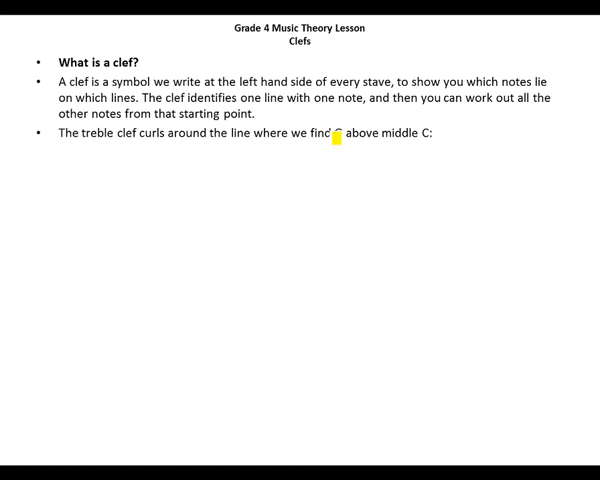 Grade 4 Music Theory Lesson
Clefs
• What is a clef?
• A clef is a symbol we write at the left hand side of every stave, to show you which notes lie
on which lines. The clef identifies one line with one note, and then you can work out all the
other notes from that starting point.
• The treble clef curls around the line where we find G above middle C: